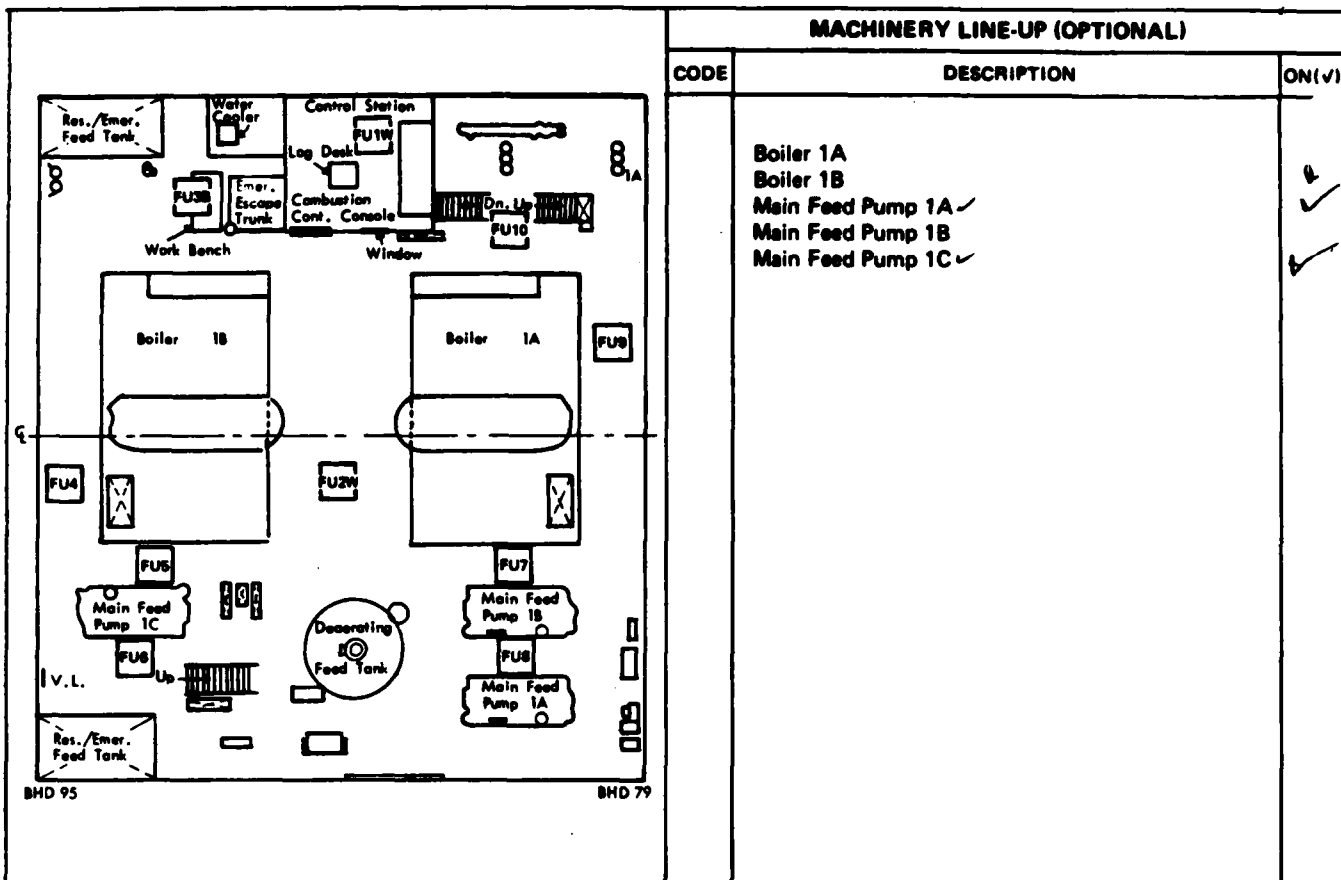 MACHINERY LINE-UP (OPTIONAL)
CODE
DESCRIPTION
ON(√)
Boiler 1A
Boiler 1B
Main Feed Pump 1A ✓
✓
Main Feed Pump 1B
Main Feed Pump 1C ✓
✓
Res./Emer.
Feed Tank
Water
Cooler
Control Station
FU1W
Log Desk
1A
FU3B
Emer.
Escape
Trunk
Combustion
Cont. Console
Dn. Up
FU10
Work Bench
Window
Boiler 1B
Boiler 1A
FU9
℄
FU4
FU2W
FU5
FU7
Main Feed
Pump 1C
Main Feed
Pump 1B
Deaerating
Feed Tank
FU6
FU8
V.L.
Up
Main Feed
Pump 1A
Res./Emer.
Feed Tank
BHD 95
BHD 79